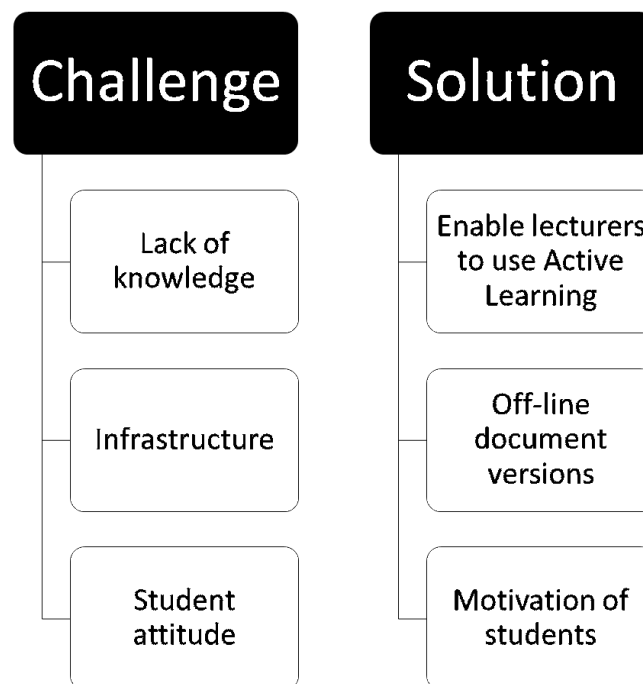 Challenge
Lack of
knowledge
Infrastructure
Student
attitude
Solution
Enable lecturers
to use Active
Learning
Off-line
document
versions
Motivation of
students